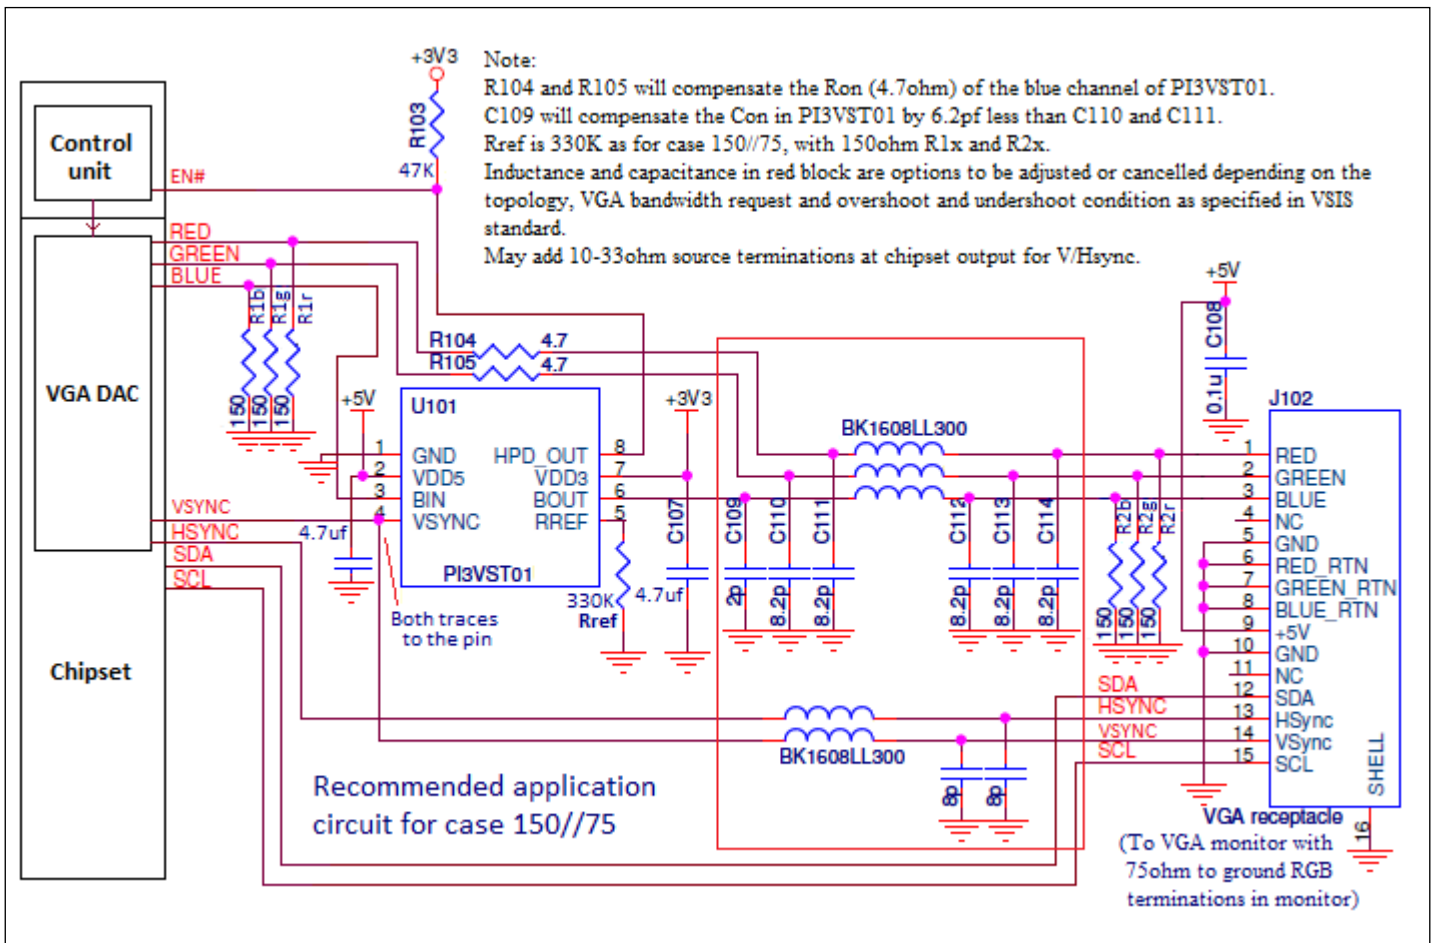 +3V3
Note:
R104 and R105 will compensate the Ron (4.7ohm) of the blue channel of PI3VST01.
C109 will compensate the Con in PI3VST01 by 6.2pf less than C110 and C111.
Rref is 330K as for case 150//75, with 150ohm R1x and R2x.
Inductance and capacitance in red block are options to be adjusted or cancelled depending on the
topology, VGA bandwidth request and overshoot and undershoot condition as specified in VSIS
standard.
May add 10-33ohm source terminations at chipset output for V/Hsync.
R103
47K
Control
unit
EN#
RED
GREEN
BLUE
R1b
R1g
R1r
150
150
150
VGA DAC
R104
4.7
R105
4.7
+5V
U101
+3V3
1
GND
HPD_OUT
8
2
VDD5
VDD3
7
3
BIN
BOUT
6
4
VSYNC
RREF
5
PI3VST01
VSYNC
HSYNC
SDA
SCL
4.7uf
Both traces
to the pin
330K
Rref
4.7uf
C107
BK1608LL300
C109
C110
C111
2p
8.2p
8.2p
C112
C113
C114
8.2p
8.2p
8.2p
R2b
R2g
R2r
150
150
150
+5V
C108
0.1u
J102
1
RED
2
GREEN
3
BLUE
4
NC
5
GND
6
RED_RTN
7
GREEN_RTN
8
BLUE_RTN
9
+5V
10
GND
11
NC
12
SDA
13
HSync
14
VSync
15
SCL
SHELL
16
SDA
HSYNC
VSYNC
SCL
BK1608LL300
8p
8p
Chipset
Recommended application
circuit for case 150//75
VGA receptacle
(To VGA monitor with
75ohm to ground RGB
terminations in monitor)